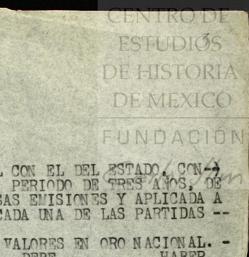 CENTRO DE
ESTUDIOS
DE HISTORIA
DE MEXICO
FUNDACIÓN
CON EL DEL ESTADO, CON--
PERIODO DE TRES AÑOS, DE
SAS EMISIONES Y APLICADA A
CADA UNA DE LAS PARTIDAS --
VALORES EN ORO NACIONAL. -
DEBE HABER